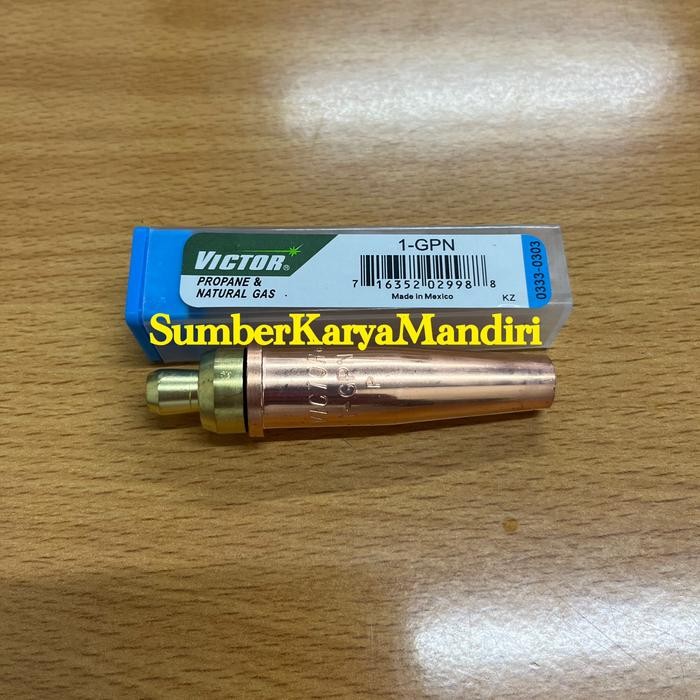 VICTOR®
PROPANE &
NATURAL GAS
1-GPN
7 16352 02998 8
Made in Mexico
KZ
0333-0303
SumberKaryaMandiri
VICTOR
1-GPN
P